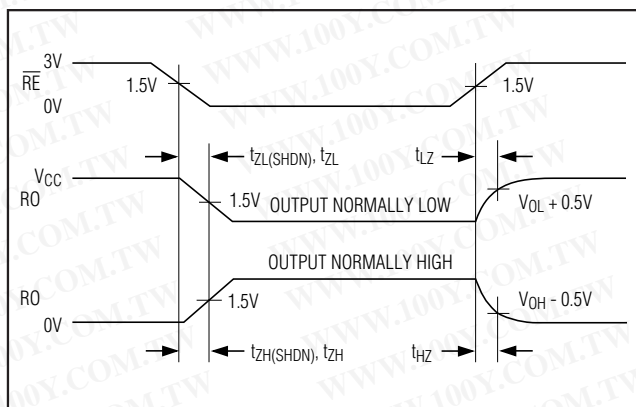 3V
RE
0V
1.5V
1.5V
tZL(SHDN), tZL
tLZ
VCC
RO
1.5V
OUTPUT NORMALLY LOW
VOL + 0.5V
OUTPUT NORMALLY HIGH
RO
0V
1.5V
VOH - 0.5V
tZH(SHDN), tZH
tHZ
WWW.100Y.COM.TW